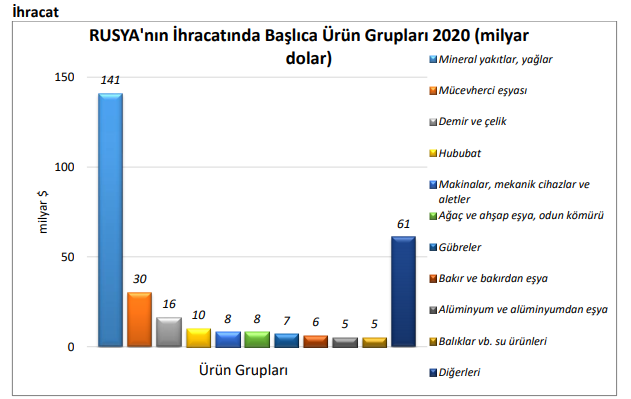 İhracat
RUSYA'nın İhracatında Başlıca Ürün Grupları 2020 (milyar
dolar)
Mineral yakıtlar, yağlar
Mücevherci eşyası
Demir ve çelik
Hububat
Makinalar, mekanik cihazlar ve
aletler
Ağaç ve ahşap eşya, odun kömürü
Gübreler
Bakır ve bakırdan eşya
Alüminyum ve alüminyumdan eşya
Balıklar vb. su ürünleri
Diğerleri
milyar $
150
100
50
0
141
30
16
10
8
8
7
6
5
5
61
Ürün Grupları